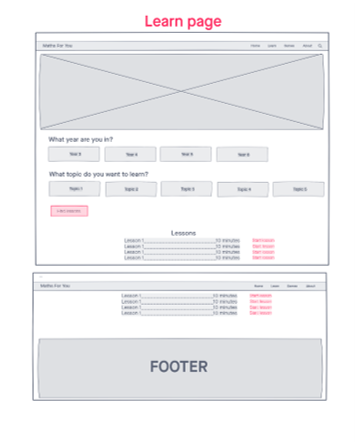 Learn page
Maths For You Home Learn Games About
What year are you in?
Year 3 Year 4 Year 5 Year 6
What topic do you want to learn?
Topic 1 Topic 2 Topic 3 Topic 4 Topic 5
Lessons
Lesson 1 10 minutes Start lesson
Lesson 1 10 minutes Start lesson
Lesson 1 10 minutes Start lesson
Lesson 1 10 minutes Start lesson
Maths For You Home Learn Games About
Lesson 1 10 minutes Start lesson
Lesson 1 10 minutes Start lesson
Lesson 1 10 minutes Start lesson
Lesson 1 10 minutes Start lesson
FOOTER